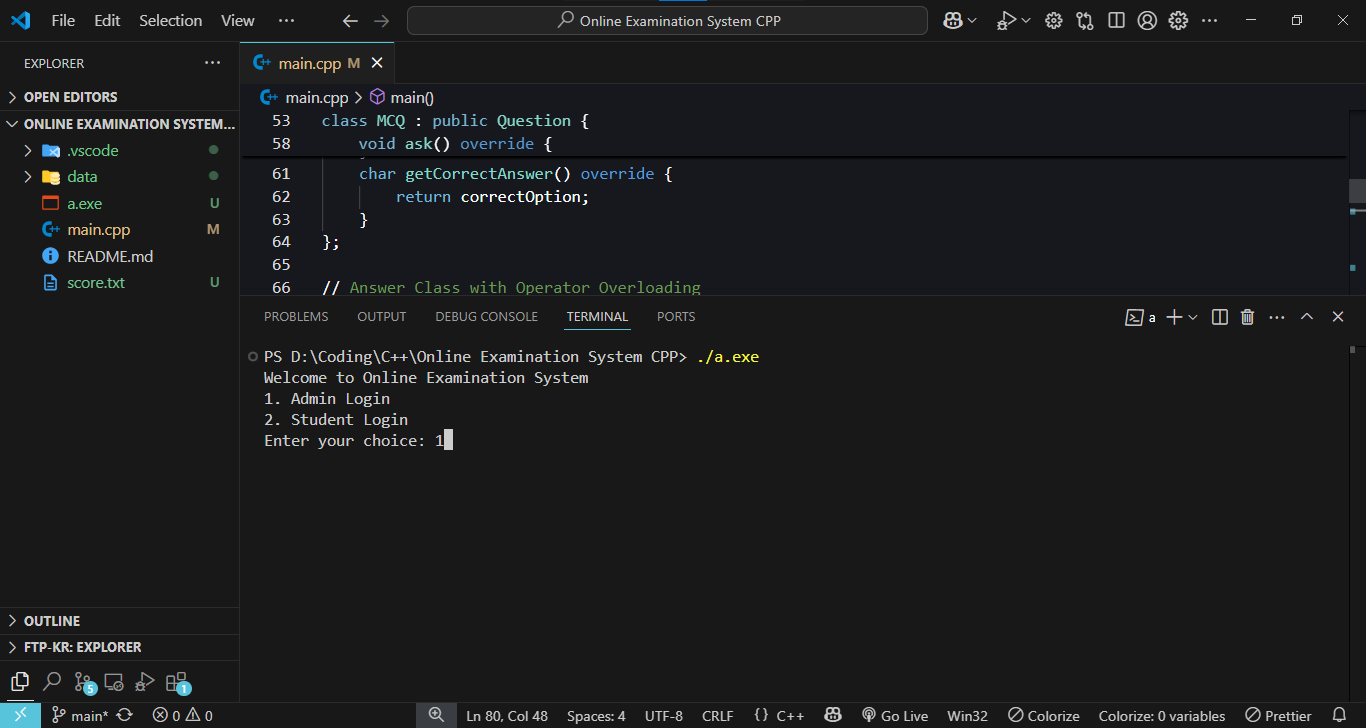 File Edit Selection View ···
Online Examination System CPP
EXPLORER ···
OPEN EDITORS
ONLINE EXAMINATION SYSTEM...
.vscode
data
a.exe U
main.cpp M
README.md
score.txt U
OUTLINE
FTP-KR: EXPLORER
5
1
main.cpp M
main.cpp > main()
53 class MCQ : public Question {
58 void ask() override {
61 char getCorrectAnswer() override {
62 return correctOption;
63 }
64 };
65
66 // Answer Class with Operator Overloading
PROBLEMS OUTPUT DEBUG CONSOLE TERMINAL PORTS
a
PS D:\Coding\C++\Online Examination System CPP> ./a.exe
Welcome to Online Examination System
1. Admin Login
2. Student Login
Enter your choice: 1
main* 0 0 Ln 80, Col 48 Spaces: 4 UTF-8 CRLF {} C++ Go Live Win32 Colorize Colorize: 0 variables Prettier